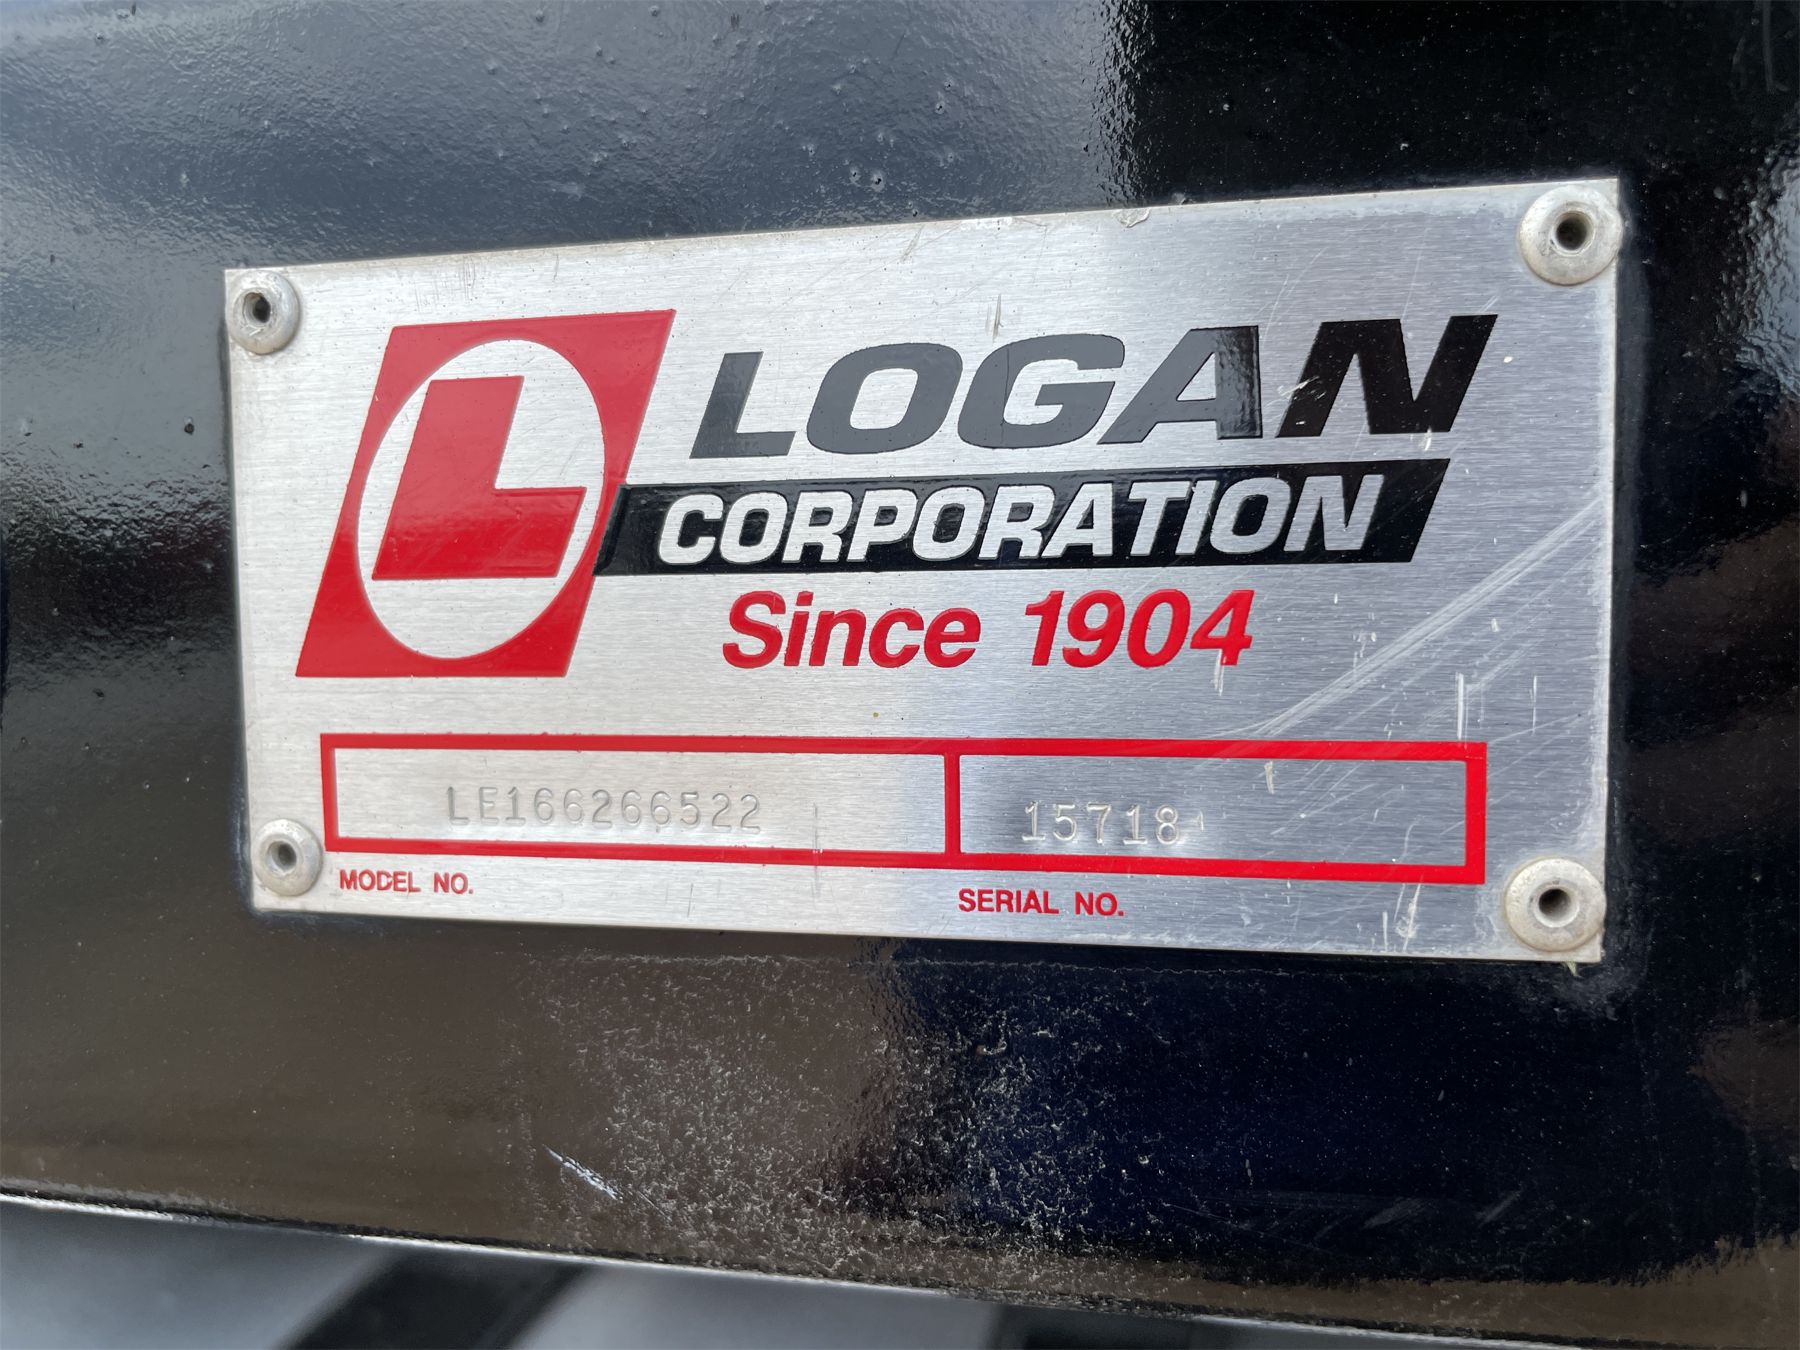 L
LOGAN
CORPORATION
Since 1904
LE166266522
15718
MODEL NO.
SERIAL NO.